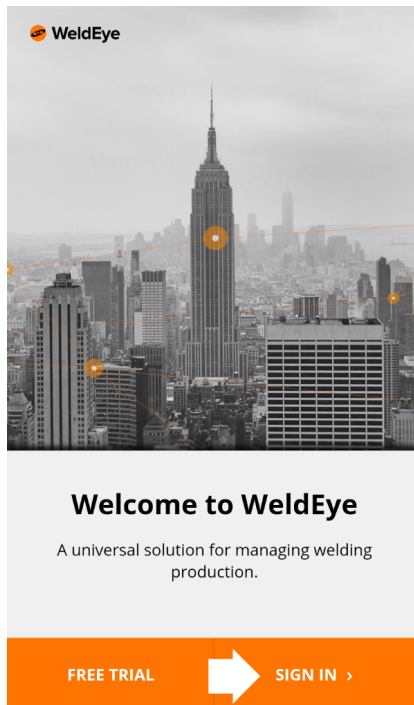 WeldEye
Welcome to WeldEye
A universal solution for managing welding
production.
FREE TRIAL
SIGN IN ›